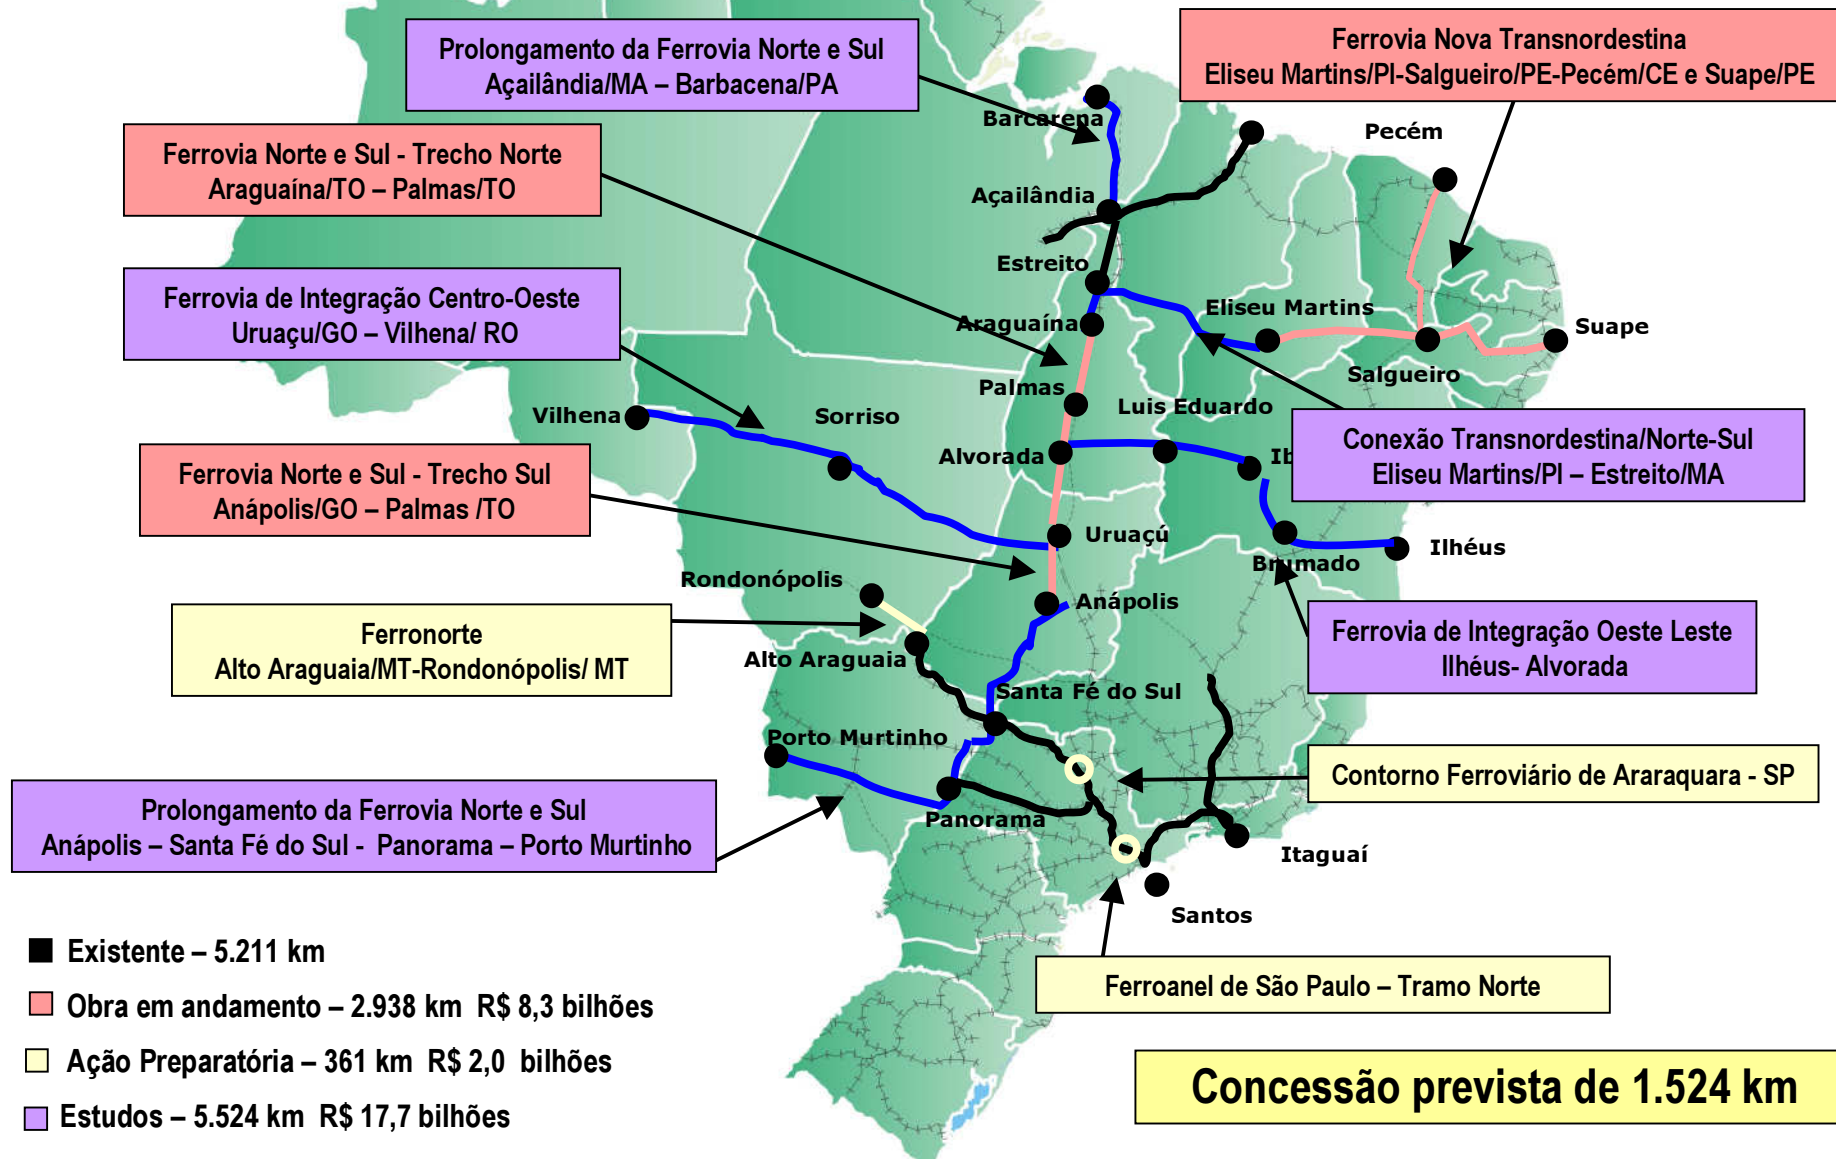 Prolongamento da Ferrovia Norte e Sul
Açailândia/MA – Barbacena/PA
Ferrovia Nova Transnordestina
Eliseu Martins/PI-Salgueiro/PE-Pecém/CE e Suape/PE
Barcarena
Pecém
Ferrovia Norte e Sul - Trecho Norte
Araguaína/TO – Palmas/TO
Açailândia
Estreito
Ferrovia de Integração Centro-Oeste
Uruaçu/GO – Vilhena/ RO
Eliseu Martins
Araguaína
Suape
Salgueiro
Palmas
Luis Eduardo
Sorriso
Vilhena
Conexão Transnordestina/Norte-Sul
Eliseu Martins/PI – Estreito/MA
Alvorada
Ib
Ferrovia Norte e Sul - Trecho Sul
Anápolis/GO – Palmas /TO
Uruaçú
Ilhéus
Brumado
Rondonópolis
Anápolis
Ferronorte
Alto Araguaia/MT-Rondonópolis/ MT
Ferrovia de Integração Oeste Leste
Ilhéus- Alvorada
Alto Araguaia
Santa Fé do Sul
Porto Murtinho
Contorno Ferroviário de Araraquara - SP
Prolongamento da Ferrovia Norte e Sul
Anápolis – Santa Fé do Sul - Panorama – Porto Murtinho
Panorama
Itaguaí
Santos
Existente – 5.211 km
Ferroanel de São Paulo – Tramo Norte
Obra em andamento – 2.938 km R$ 8,3 bilhões
Ação Preparatória – 361 km R$ 2,0 bilhões
Concessão prevista de 1.524 km
Estudos – 5.524 km R$ 17,7 bilhões